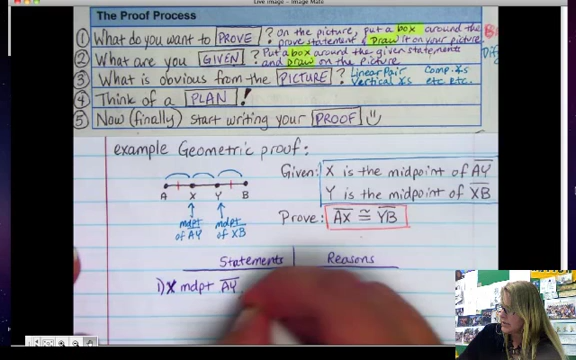 Live image - Image Mate
The Proof Process
① What do you want to PROVE ? On the picture, put a box around the
prove statement Draw it on your picture
② What are you GIVEN ? Put a box around the given statements
and draw on the picture
③ What is obvious from the PICTURE ? Linear Pair Comp. ∠s
Vertical ∠s etc. etc.
④ Think of a PLAN !
⑤ Now (finally) start writing your PROOF
example Geometric proof:
Given: X is the midpoint of AY
Y is the midpoint of XB
A X Y B
mdpt of AY
mdpt of XB
Prove: AX ≅ YB
Statements Reasons
1) X mdpt AY